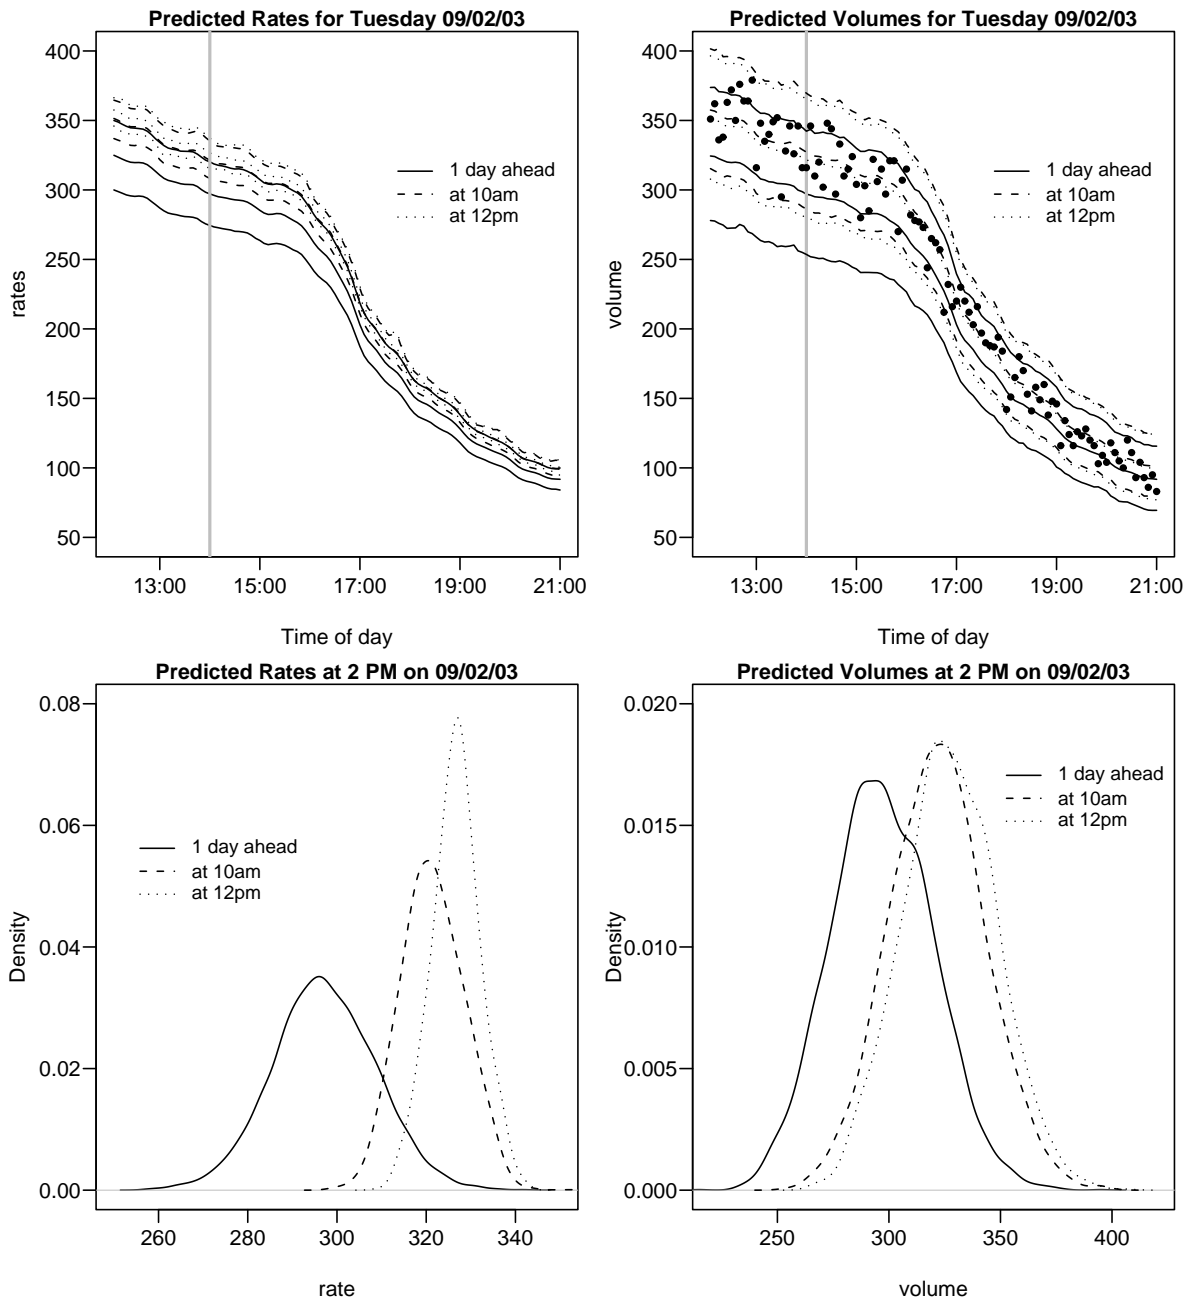 Predicted Rates for Tuesday 09/02/03
400
350
300
250
200
150
100
50
rates
1 day ahead
at 10am
at 12pm
13:00 15:00 17:00 19:00 21:00
Time of day
Predicted Volumes for Tuesday 09/02/03
400
350
300
250
200
150
100
50
volume
1 day ahead
at 10am
at 12pm
13:00 15:00 17:00 19:00 21:00
Time of day
Predicted Rates at 2 PM on 09/02/03
0.08
0.06
0.04
0.02
0.00
Density
1 day ahead
at 10am
at 12pm
260 280 300 320 340
rate
Predicted Volumes at 2 PM on 09/02/03
0.020
0.015
0.010
0.005
0.000
Density
1 day ahead
at 10am
at 12pm
250 300 350 400
volume